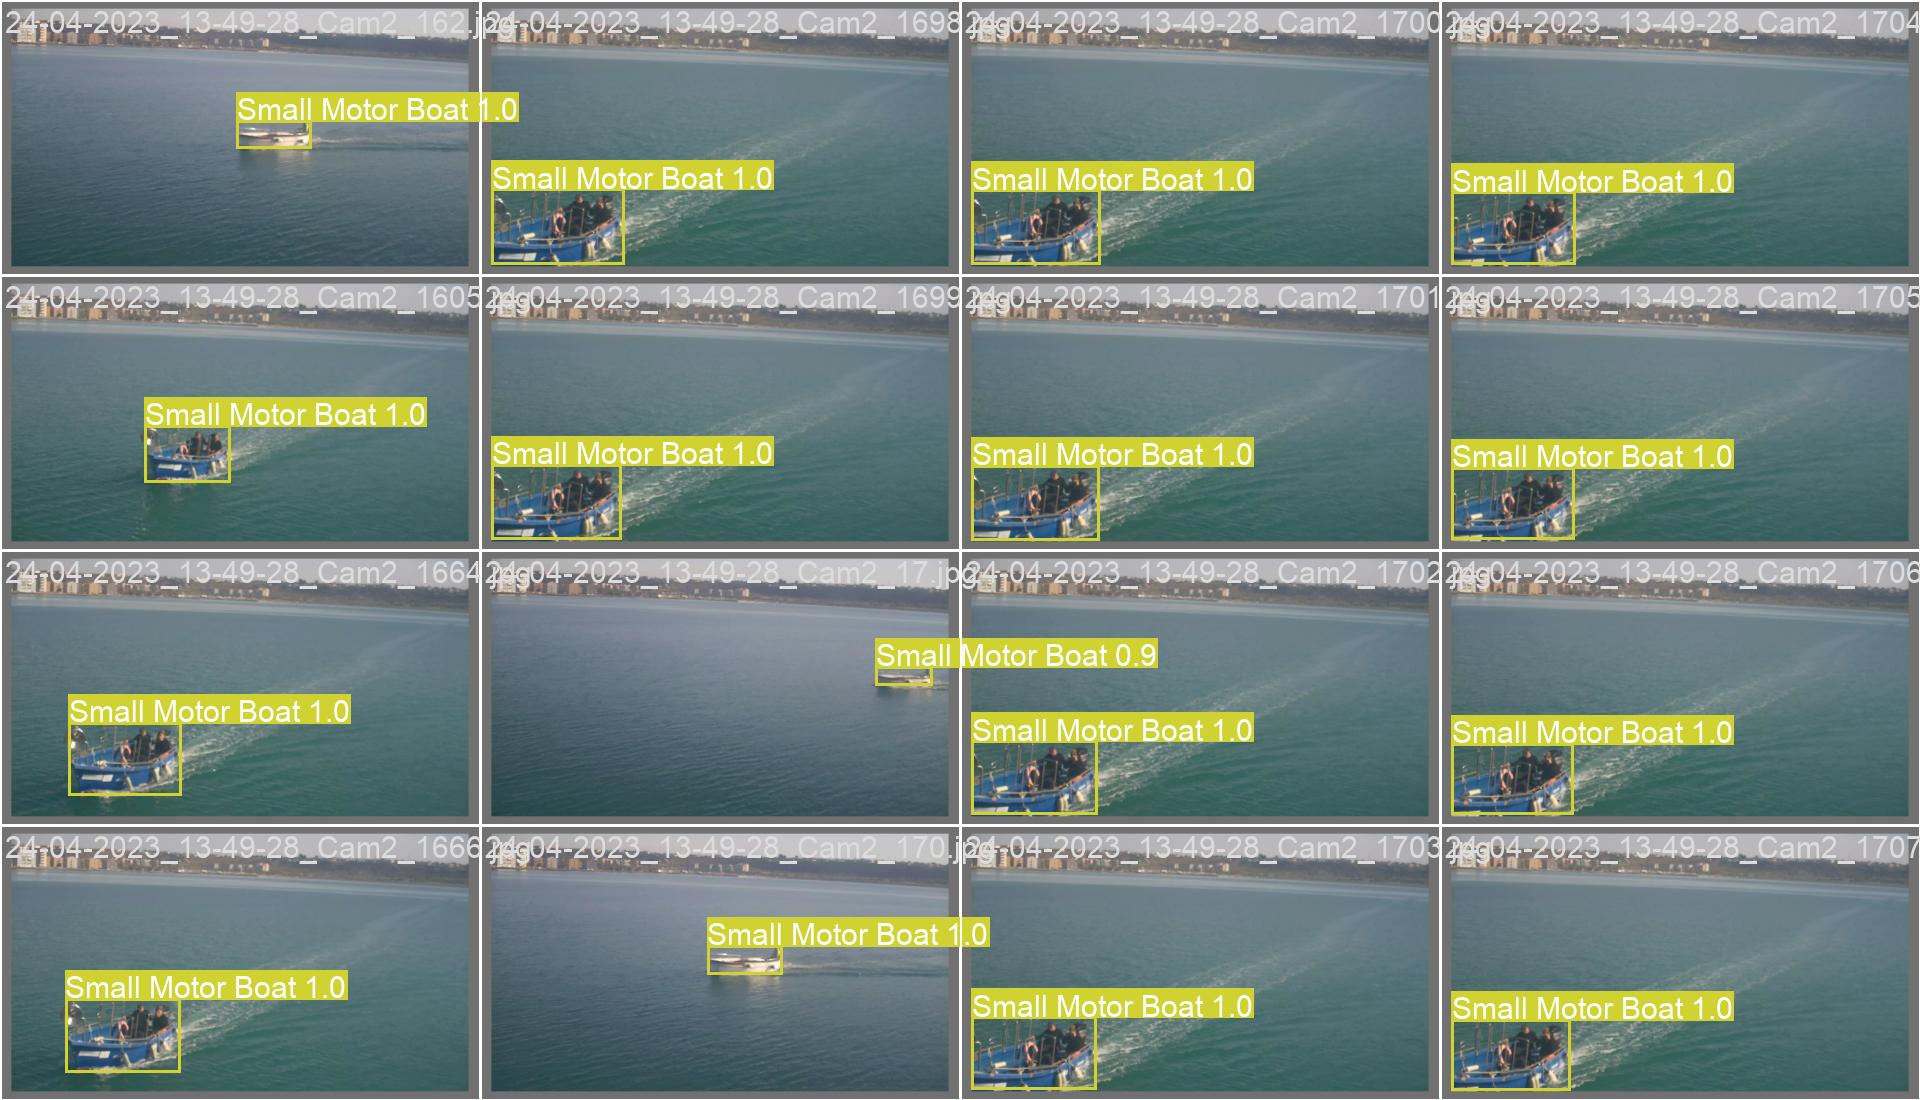 24-04-2023_13-49-28_Cam2_162.jpg
24-04-2023_13-49-28_Cam2_1698.jpg
24-04-2023_13-49-28_Cam2_1700.jpg
24-04-2023_13-49-28_Cam2_1704
Small Motor Boat 1.0
Small Motor Boat 1.0
Small Motor Boat 1.0
Small Motor Boat 1.0
24-04-2023_13-49-28_Cam2_1605.jpg
24-04-2023_13-49-28_Cam2_1699.jpg
24-04-2023_13-49-28_Cam2_1701.jpg
24-04-2023_13-49-28_Cam2_1705
Small Motor Boat 1.0
Small Motor Boat 1.0
Small Motor Boat 1.0
Small Motor Boat 1.0
24-04-2023_13-49-28_Cam2_1664.jpg
24-04-2023_13-49-28_Cam2_17.jpg
24-04-2023_13-49-28_Cam2_1702.jpg
24-04-2023_13-49-28_Cam2_1706
Small Motor Boat 0.9
Small Motor Boat 1.0
Small Motor Boat 1.0
Small Motor Boat 1.0
24-04-2023_13-49-28_Cam2_1666.jpg
24-04-2023_13-49-28_Cam2_170.jpg
24-04-2023_13-49-28_Cam2_1703.jpg
24-04-2023_13-49-28_Cam2_1707
Small Motor Boat 1.0
Small Motor Boat 1.0
Small Motor Boat 1.0
Small Motor Boat 1.0